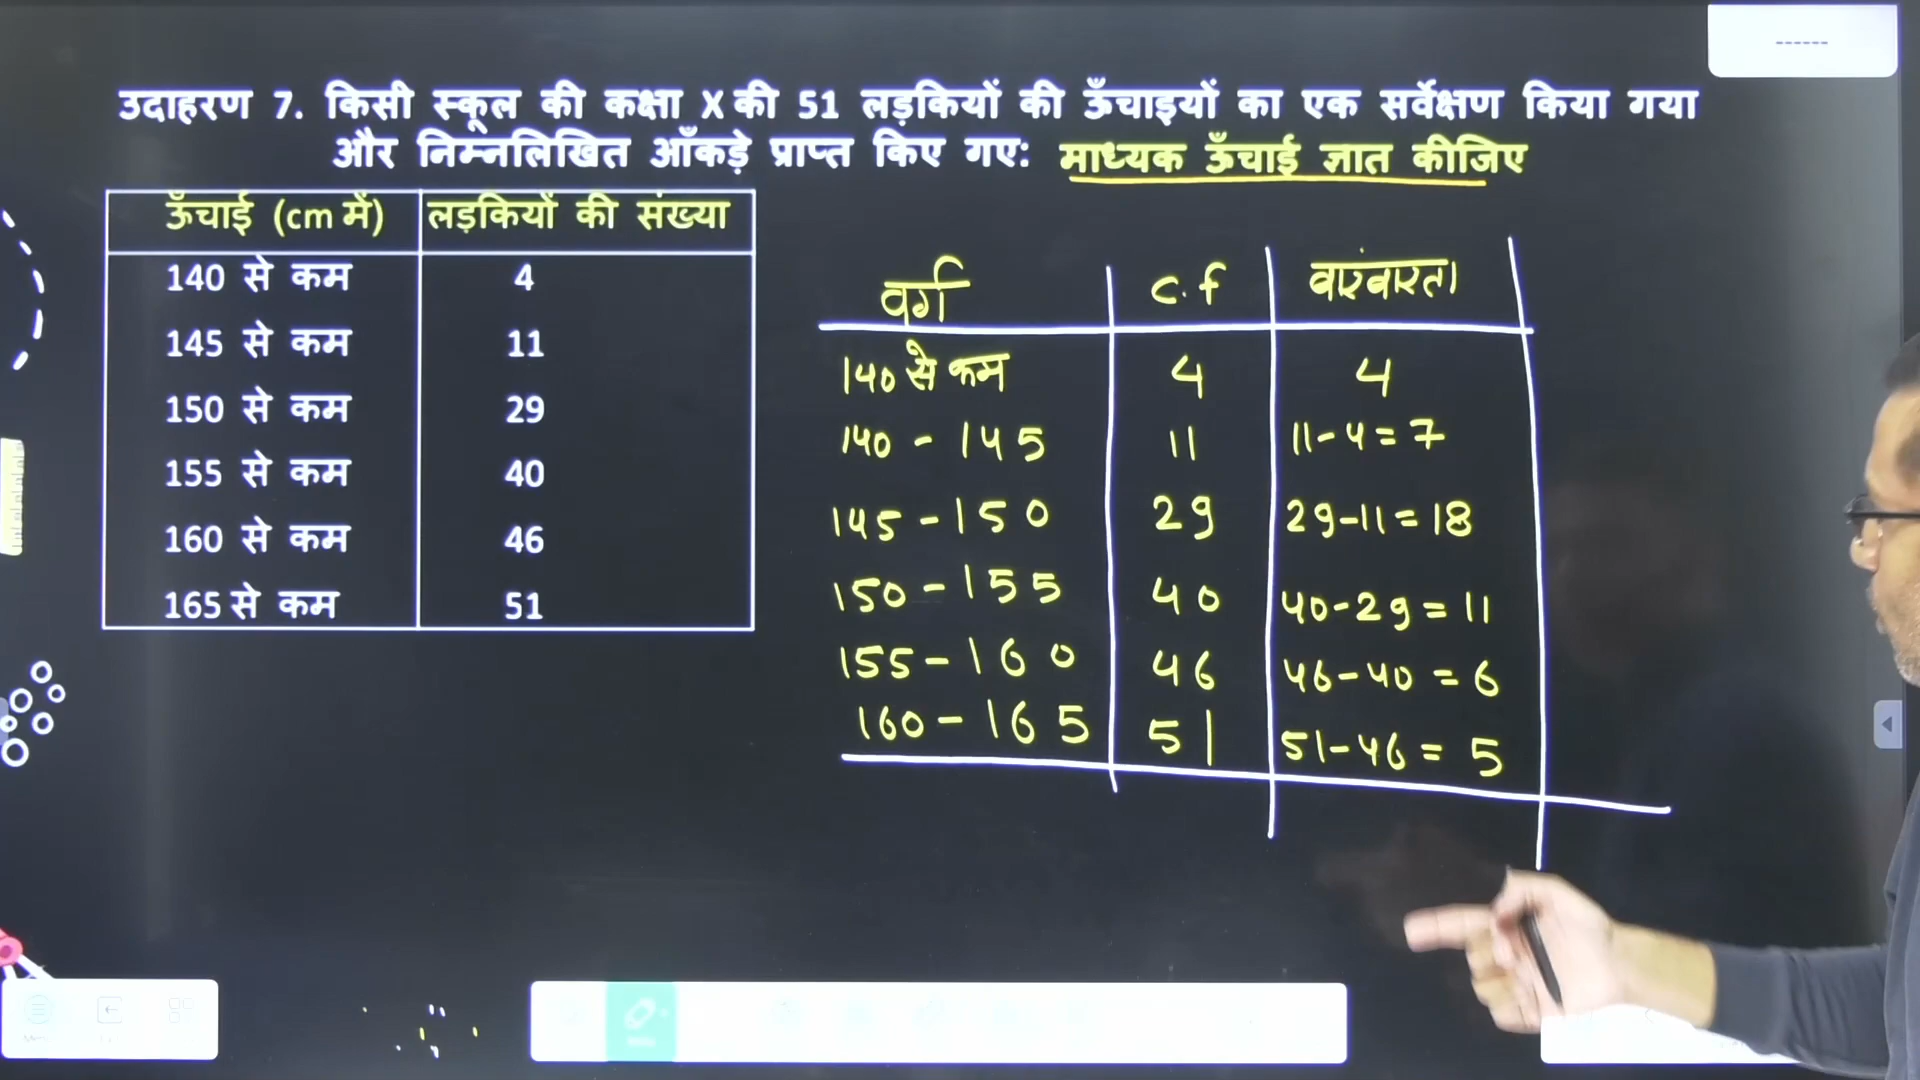 ------
उदाहरण 7. किसी स्कूल की कक्षा X की 51 लड़कियों की ऊँचाइयों का एक सर्वेक्षण किया गया
और निम्नलिखित आँकड़े प्राप्त किए गए: माध्यक ऊँचाई ज्ञात कीजिए
ऊँचाई (cm में) लड़कियों की संख्या
140 से कम 4
145 से कम 11
150 से कम 29
155 से कम 40
160 से कम 46
165 से कम 51
वर्ग c.f बारंबारता
140 से कम 4 4
140 - 145 11 11-4=7
145-150 29 29-11=18
150-155 40 40-29=11
155-160 46 46-40=6
160-165 51 51-46=5